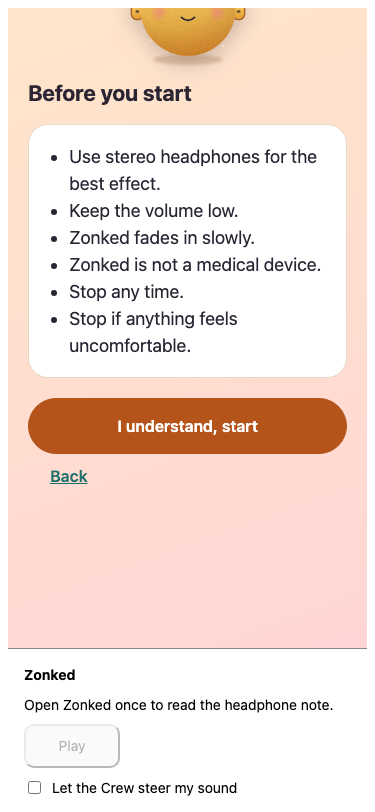 Before you start
• Use stereo headphones for the
best effect.
• Keep the volume low.
• Zonked fades in slowly.
• Zonked is not a medical device.
• Stop any time.
• Stop if anything feels
uncomfortable.
I understand, start
Back
Zonked
Open Zonked once to read the headphone note.
Play
Let the Crew steer my sound